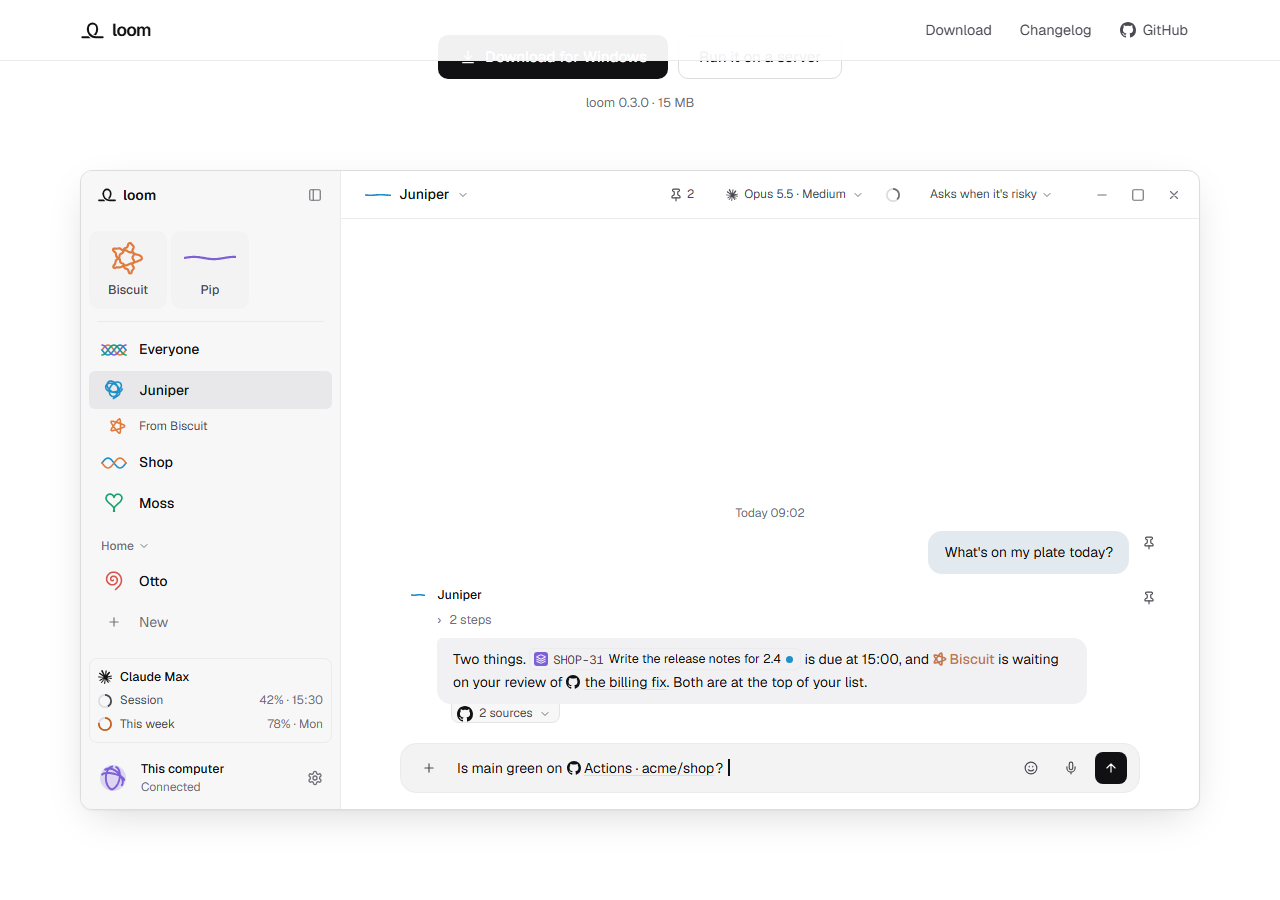 loom
Download
Changelog
GitHub
Download for Windows
Run it on a server
loom 0.3.0 · 15 MB
loom
Juniper
2
Opus 5.5 · Medium
Asks when it's risky
Biscuit
Pip
Everyone
Juniper
From Biscuit
Shop
Moss
Home
Otto
New
Claude Max
Session 42% · 15:30
This week 78% · Mon
This computer
Connected
Today 09:02
What's on my plate today?
Juniper
2 steps
Two things. SHOP-31 Write the release notes for 2.4 is due at 15:00, and Biscuit is waiting
on your review of the billing fix. Both are at the top of your list.
2 sources
Is main green on Actions · acme/shop?